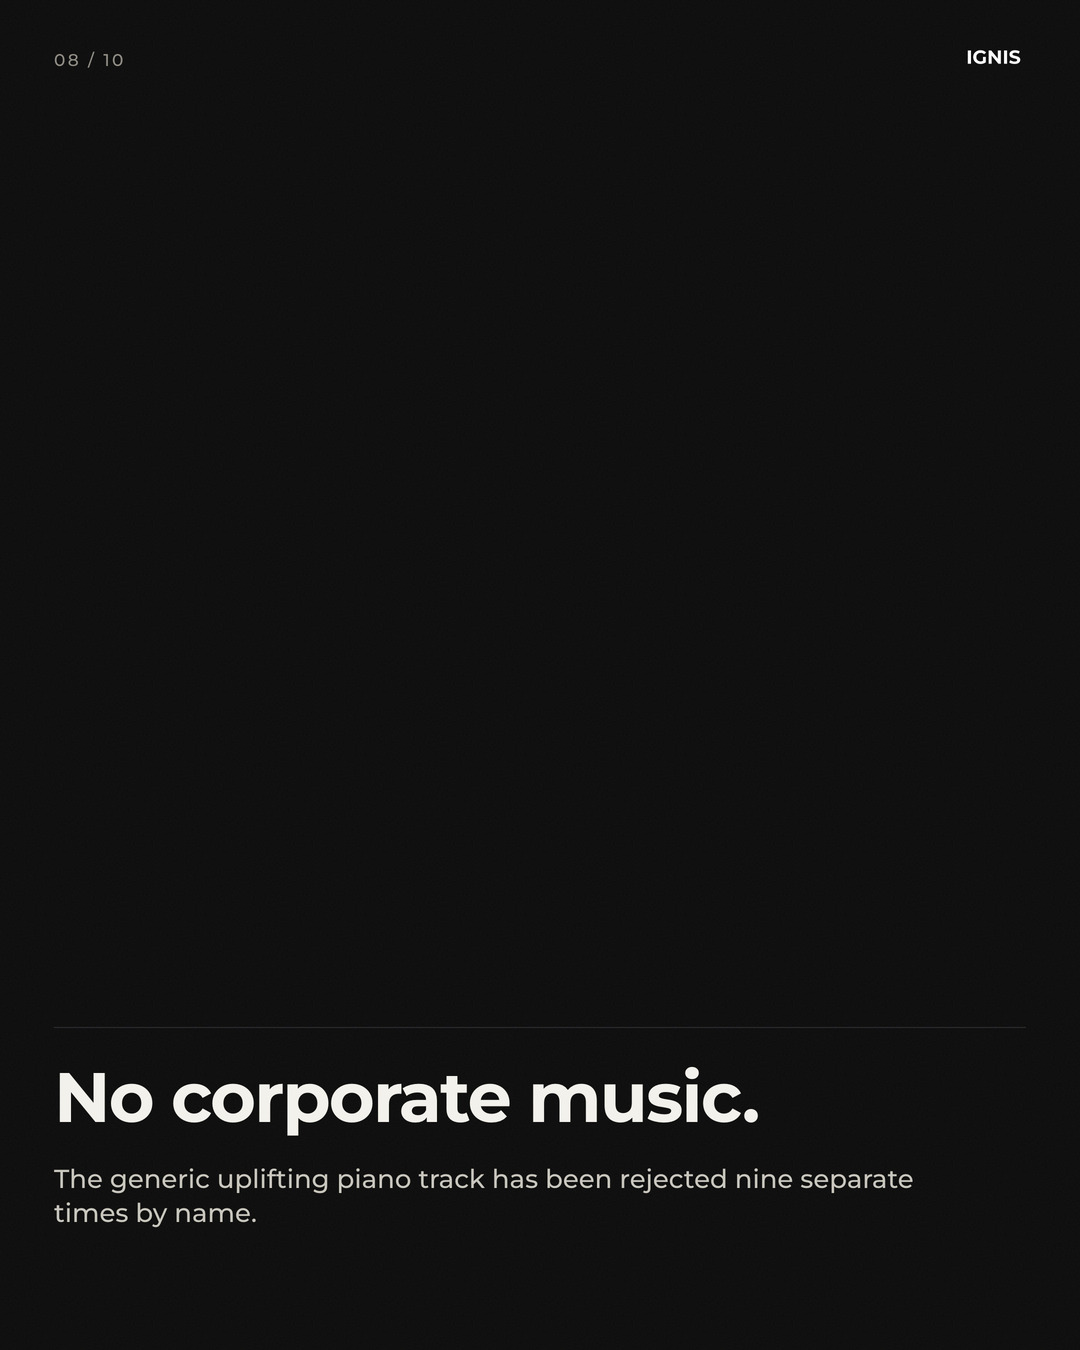 08 / 10
IGNIS
No corporate music.
The generic uplifting piano track has been rejected nine separate
times by name.